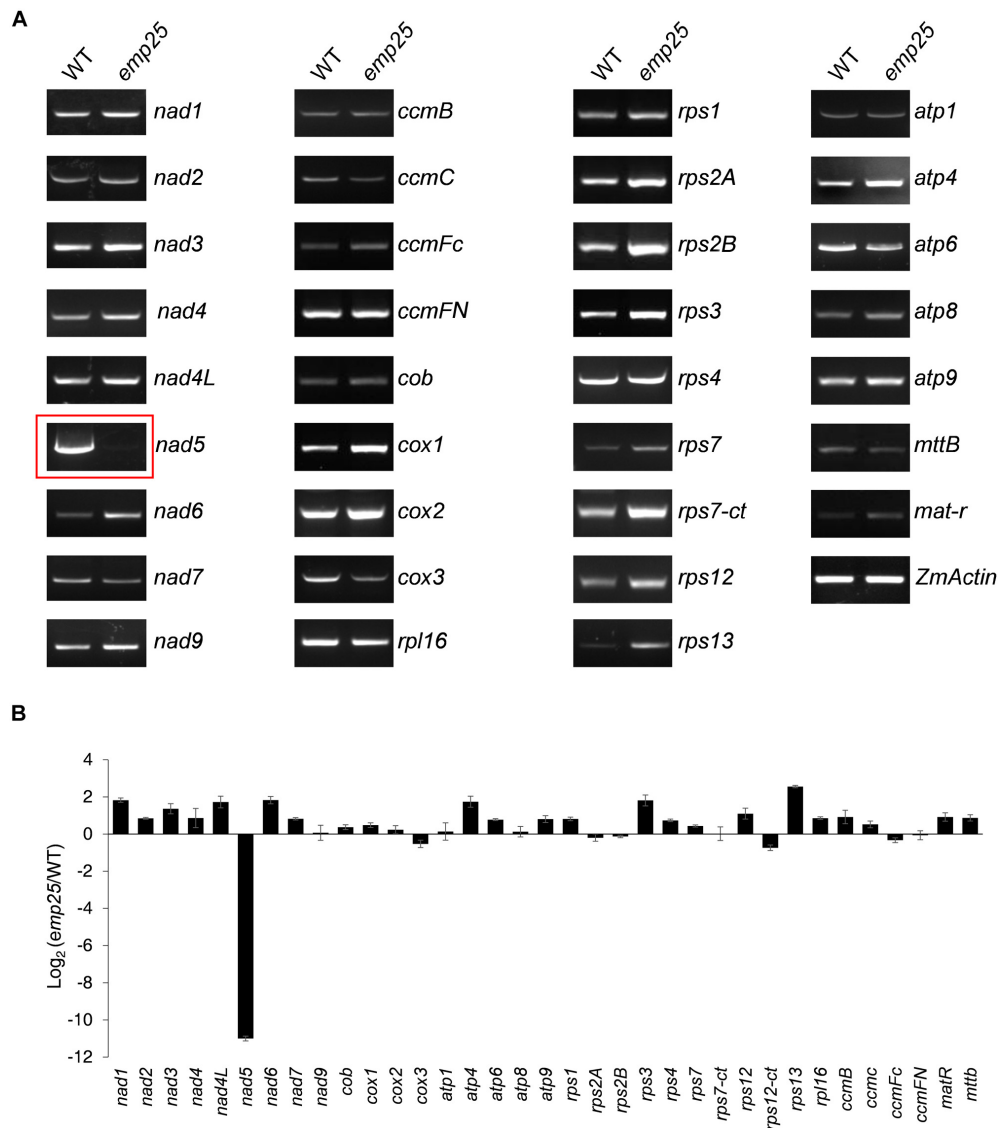 A
WT emp25 WT emp25 WT emp25 WT emp25
nad1 ccmB rps1 atp1
nad2 ccmC rps2A atp4
nad3 ccmFc rps2B atp6
nad4 ccmFN rps3 atp8
nad4L cob rps4 atp9
nad5 cox1 rps7 mttB
nad6 cox2 rps7-ct mat-r
nad7 cox3 rps12 ZmActin
nad9 rpl16 rps13
B
4
2
0
-2
-4
-6
-8
-10
-12
Log2 (emp25/WT)
nad1 nad2 nad3 nad4 nad4L nad5 nad6 nad7 nad9 cob cox1 cox2 cox3 atp1 atp4 atp6 atp8 atp9 rps1 rps2A rps2B rps3 rps4 rps7 rps7-ct rps12 rps12-ct rps13 rpl16 ccmB ccmc ccmFc ccmFN matR mttb